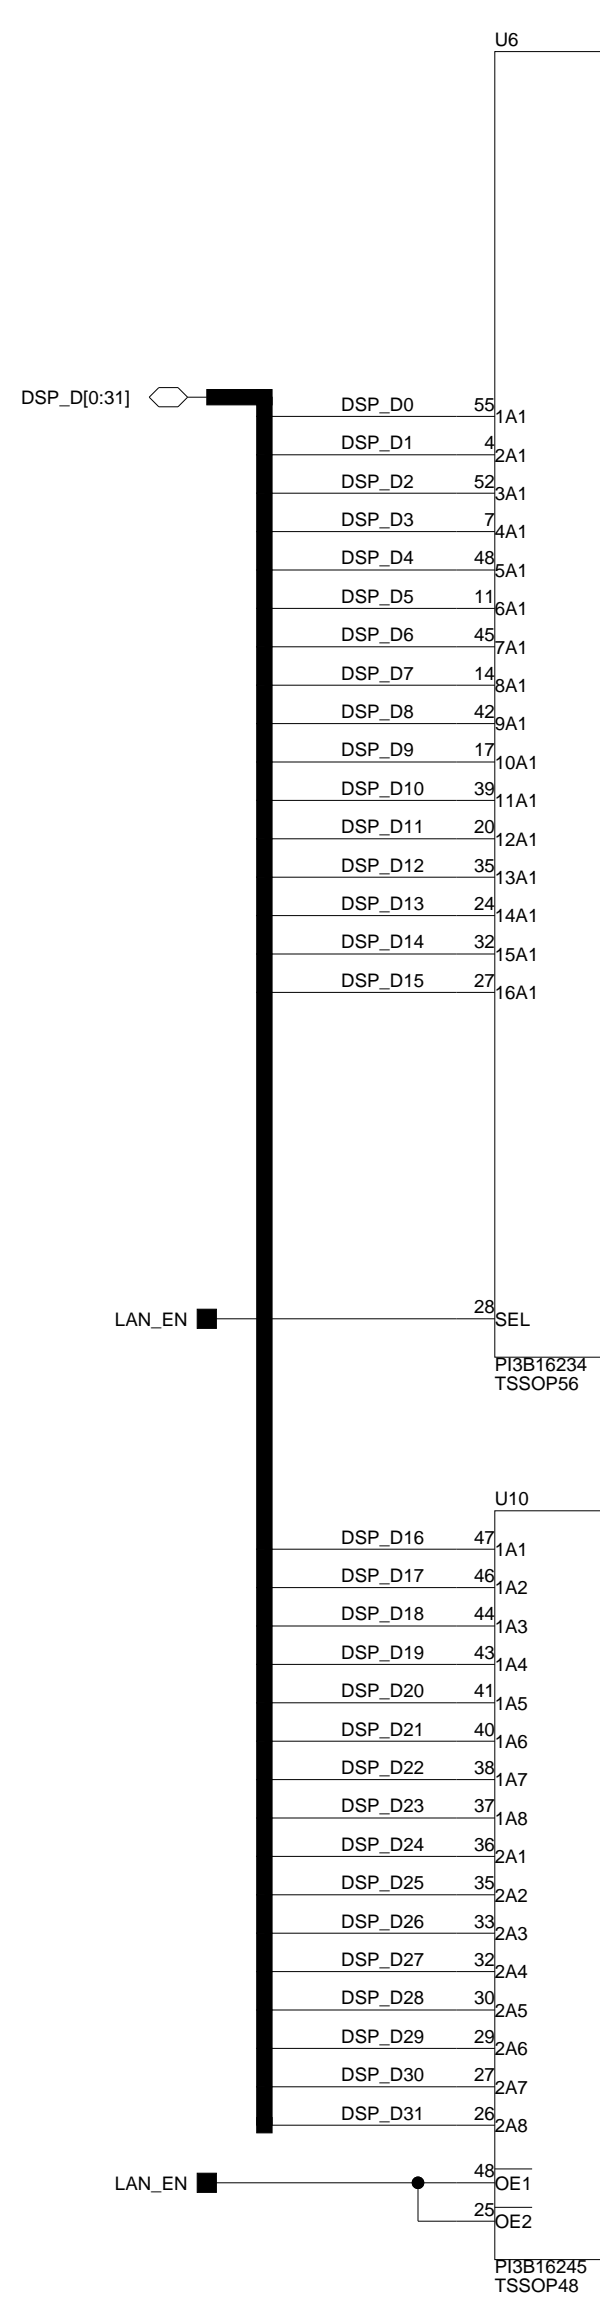 U6
DSP_D[0:31]
DSP_D0 55 1A1
DSP_D1 4 2A1
DSP_D2 52 3A1
DSP_D3 7 4A1
DSP_D4 48 5A1
DSP_D5 11 6A1
DSP_D6 45 7A1
DSP_D7 14 8A1
DSP_D8 42 9A1
DSP_D9 17 10A1
DSP_D10 39 11A1
DSP_D11 20 12A1
DSP_D12 35 13A1
DSP_D13 24 14A1
DSP_D14 32 15A1
DSP_D15 27 16A1
LAN_EN 28 SEL
PI3B16234
TSSOP56
U10
DSP_D16 47 1A1
DSP_D17 46 1A2
DSP_D18 44 1A3
DSP_D19 43 1A4
DSP_D20 41 1A5
DSP_D21 40 1A6
DSP_D22 38 1A7
DSP_D23 37 1A8
DSP_D24 36 2A1
DSP_D25 35 2A2
DSP_D26 33 2A3
DSP_D27 32 2A4
DSP_D28 30 2A5
DSP_D29 29 2A6
DSP_D30 27 2A7
DSP_D31 26 2A8
LAN_EN 48 OE1
25 OE2
PI3B16245
TSSOP48